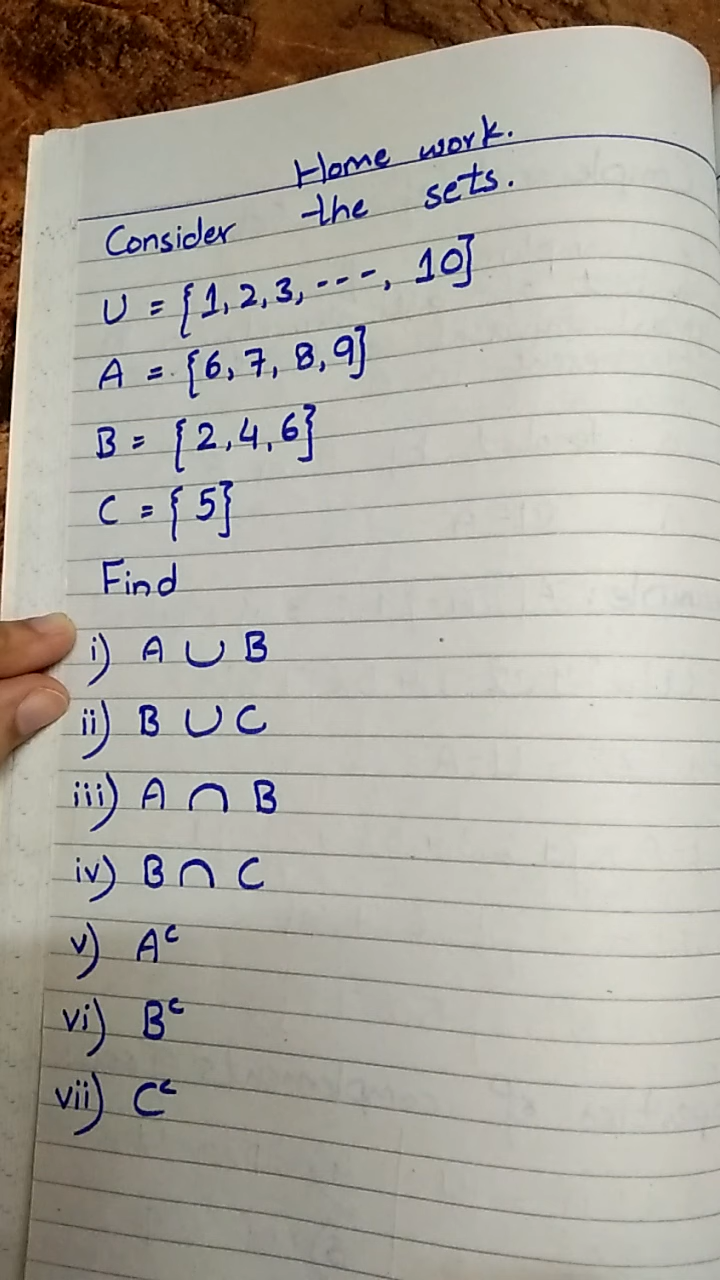 Home work.
Consider the sets.
U = {1, 2, 3, ---, 10}
A = {6, 7, 8, 9}
B = {2, 4, 6}
C = {5}
Find
i) A ∪ B
ii) B ∪ C
iii) A ∩ B
iv) B ∩ C
v) Aᶜ
vi) Bᶜ
vii) Cᶜ